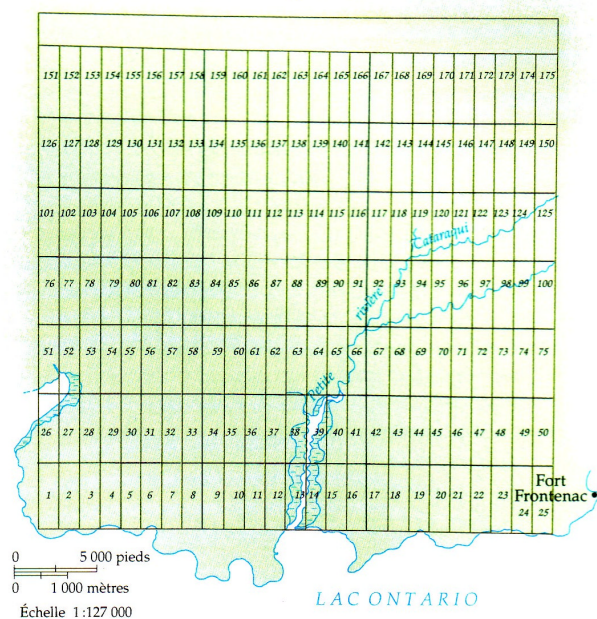 151 152 153 154 155 156 157 158 159 160 161 162 163 164 165 166 167 168 169 170 171 172 173 174 175
126 127 128 129 130 131 132 133 134 135 136 137 138 139 140 141 142 143 144 145 146 147 148 149 150
101 102 103 104 105 106 107 108 109 110 111 112 113 114 115 116 117 118 119 120 121 122 123 124 125
Cataraqui
76 77 78 79 80 81 82 83 84 85 86 87 88 89 90 91 92 93 94 95 96 97 98 99 100
rivière
51 52 53 54 55 56 57 58 59 60 61 62 63 64 65 66 67 68 69 70 71 72 73 74 75
Petite
26 27 28 29 30 31 32 33 34 35 36 37 38 39 40 41 42 43 44 45 46 47 48 49 50
Fort
Frontenac
1 2 3 4 5 6 7 8 9 10 11 12 13 14 15 16 17 18 19 20 21 22 23 24 25
0 5 000 pieds
0 1 000 mètres
Échelle 1:127 000
LAC ONTARIO